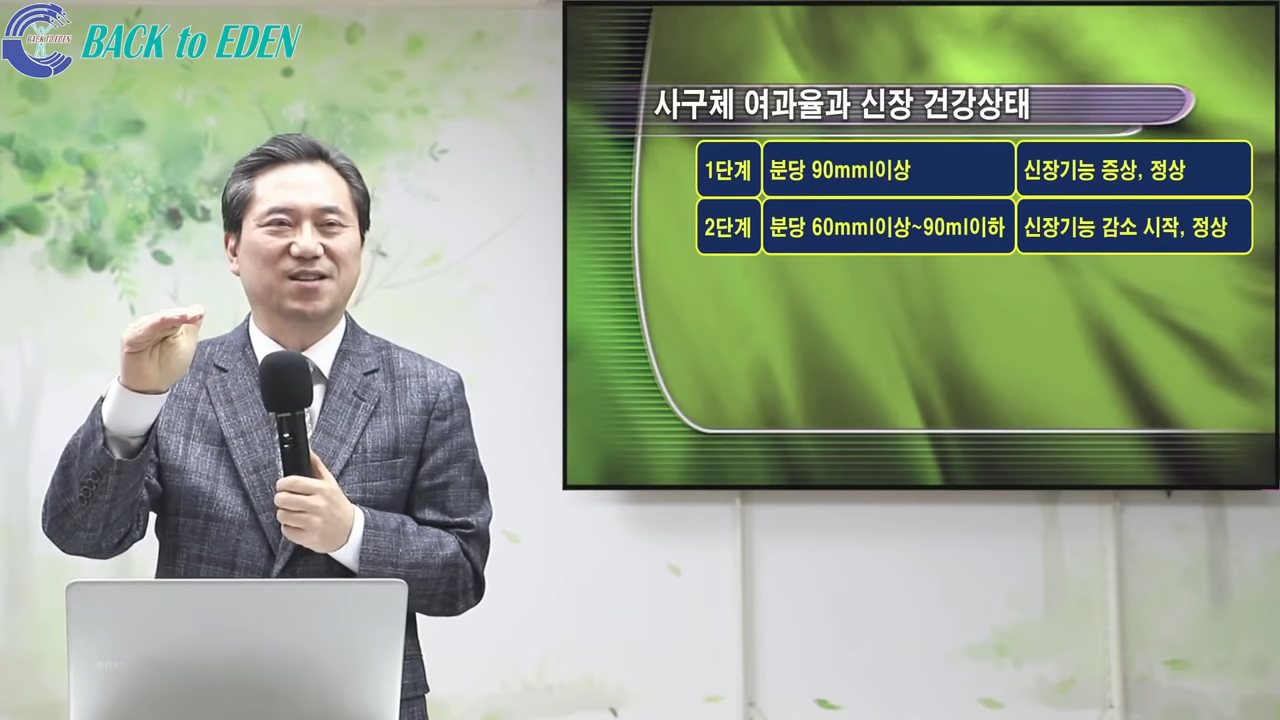 BACK TO EDEN
BACK to EDEN
사구체 여과율과 신장 건강상태
1단계 분당 90mml이상 신장기능 증상, 정상
2단계 분당 60mml이상~90ml이하 신장기능 감소 시작, 정상